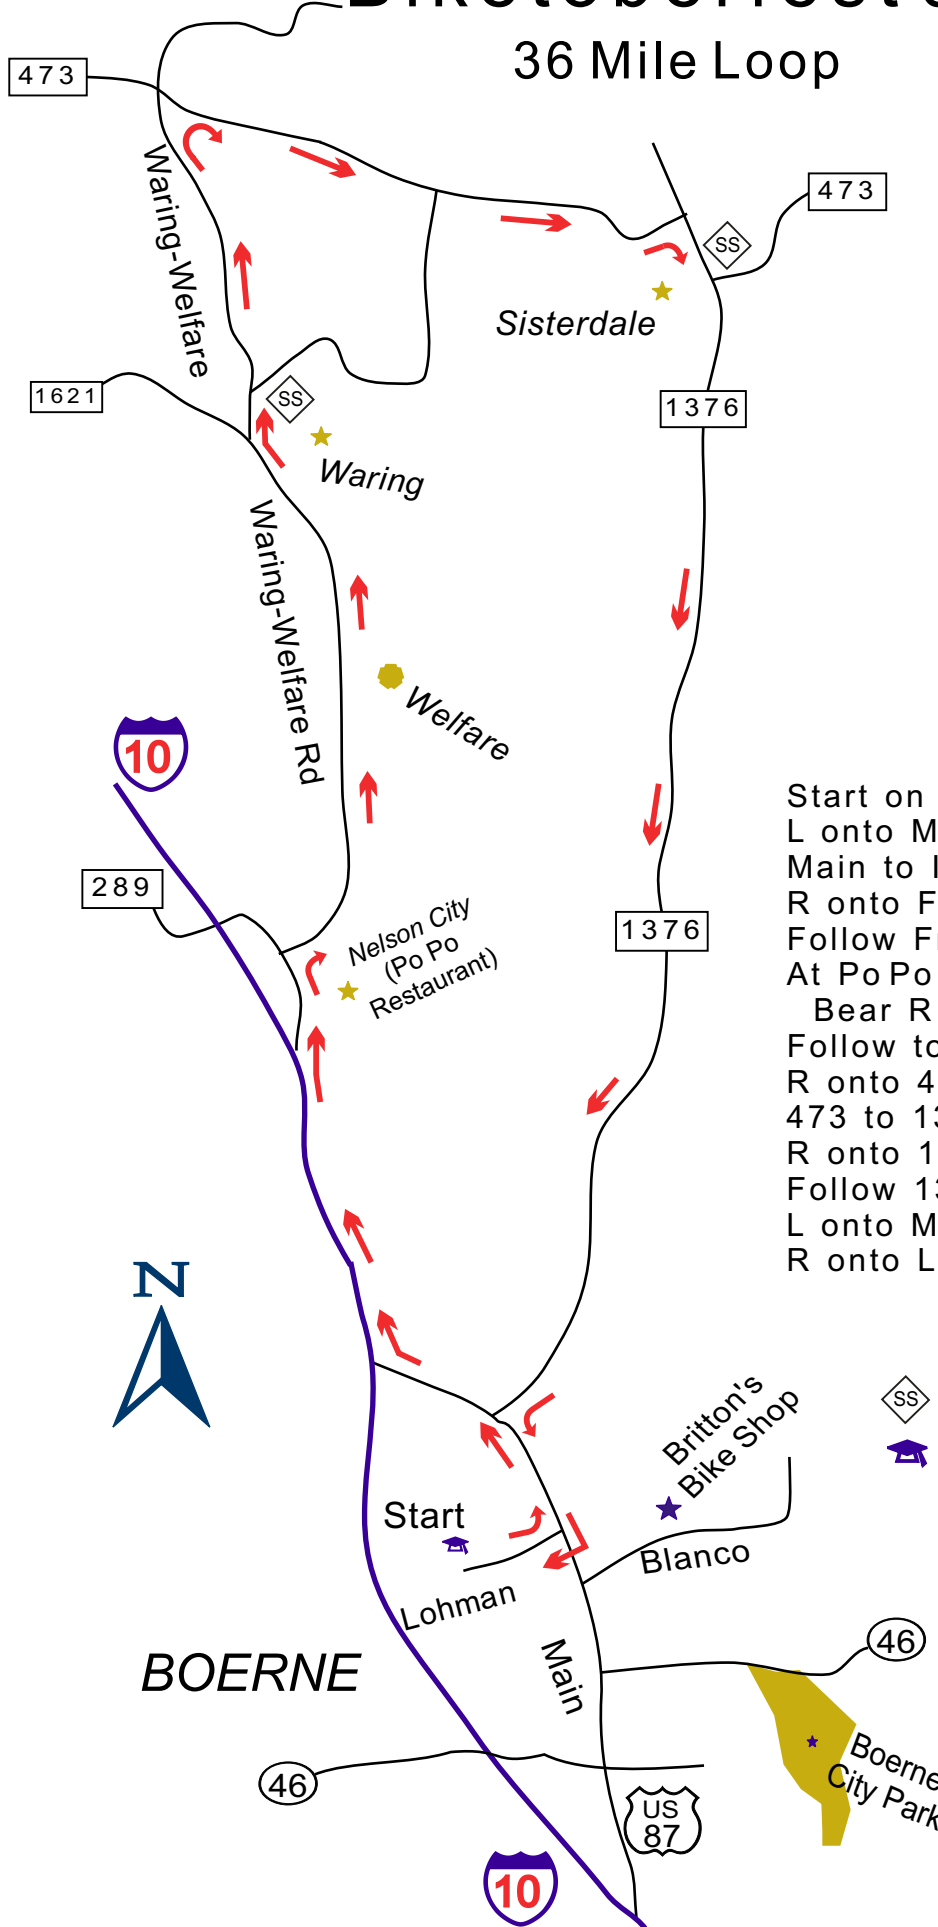 36 Mile Loop
473
473
SS
Waring-Welfare
Sisterdale
1621
SS
1376
Waring
Waring-Welfare Rd
Welfare
10
Start on
L onto M
Main to
R onto F
289
Nelson City
(Po Po
Restaurant)
1376
Follow
At Po Po
Bear R
Follow to
R onto 4
473 to 13
R onto 1
Follow 13
L onto M
R onto L
N
Britton's
Bike Shop
SS
Start
Blanco
Lohman
BOERNE
Main
46
46
Boerne
City Park
US
87
10